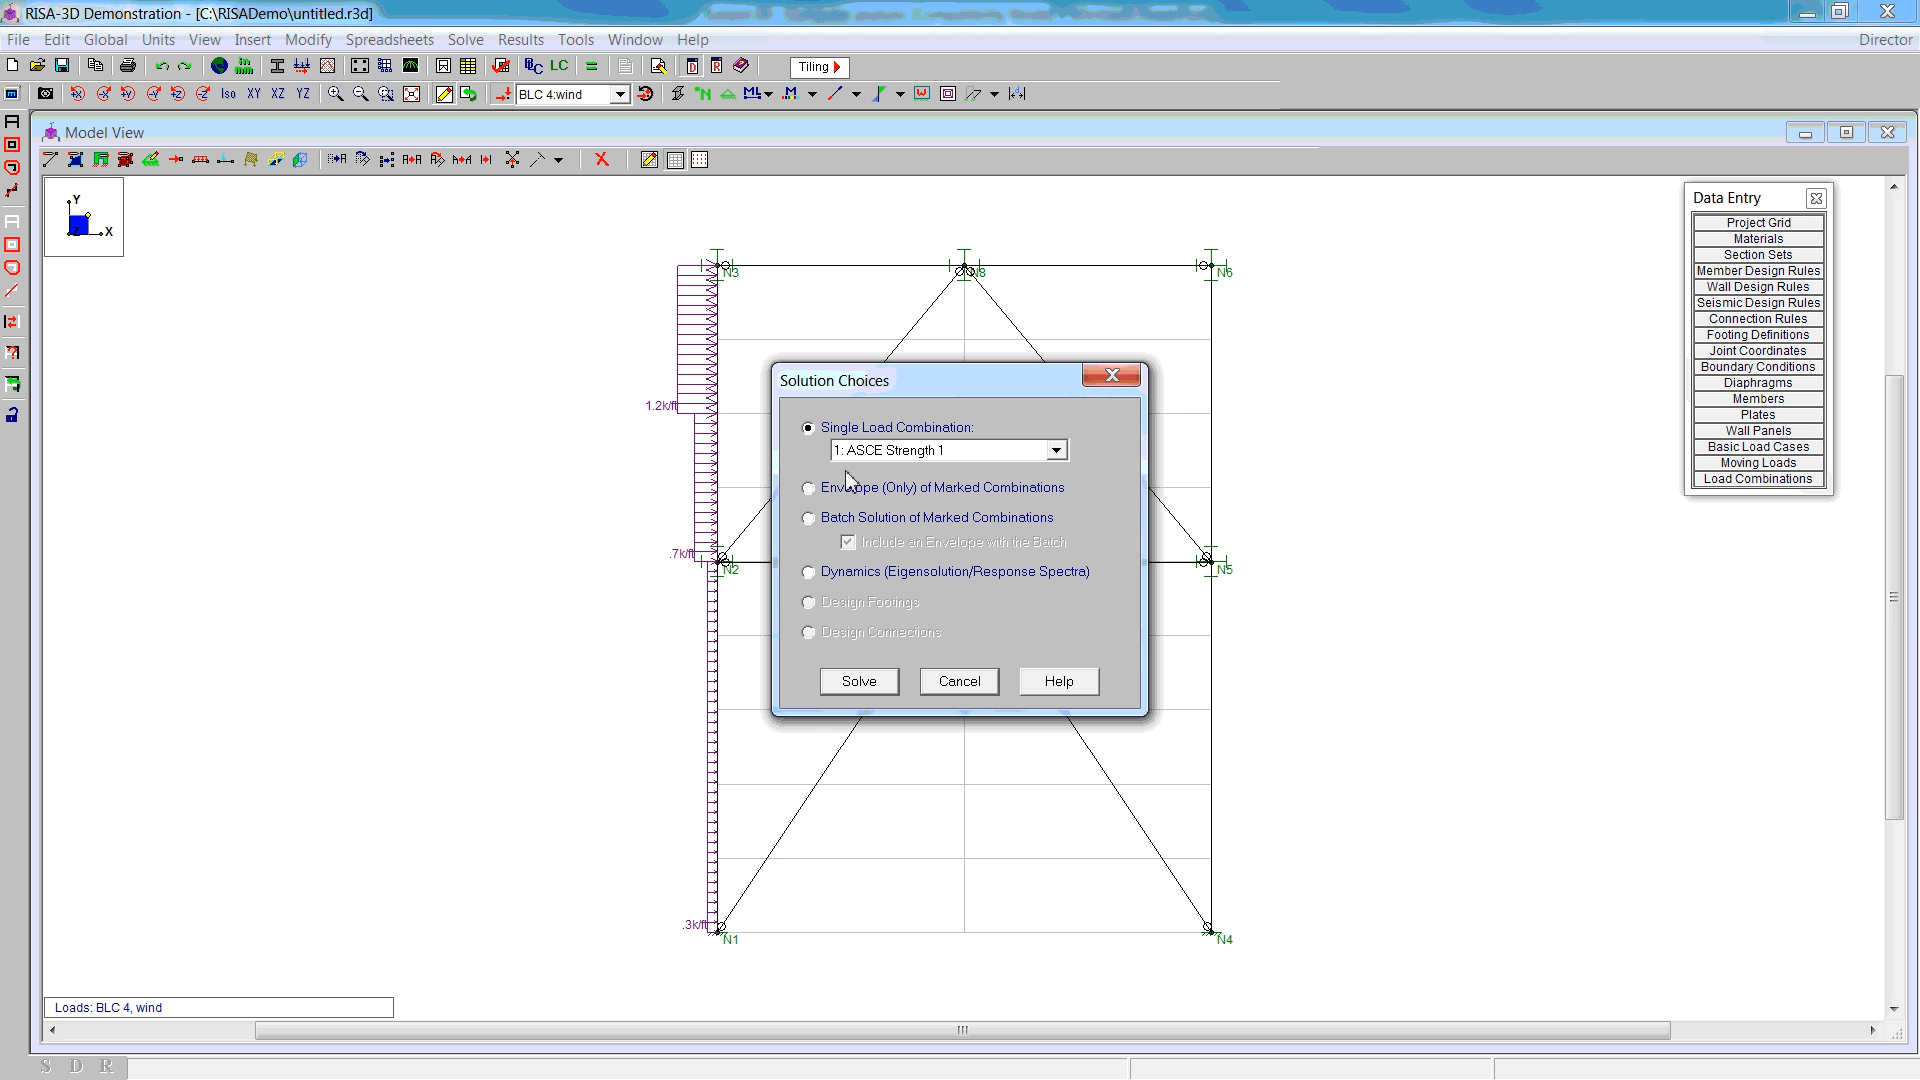 RISA-3D Demonstration - [C:\RISADemo\untitled.r3d]
File Edit Global Units View Insert Modify Spreadsheets Solve Results Tools Window Help Director
LC Tiling
Iso XY XZ YZ BLC 4:wind
Model View
Y
Z X
Data Entry
Project Grid
Materials
Section Sets
Member Design Rules
Wall Design Rules
Seismic Design Rules
Connection Rules
Footing Definitions
Joint Coordinates
Boundary Conditions
Diaphragms
Members
Plates
Wall Panels
Basic Load Cases
Moving Loads
Load Combinations
N3 N8 N6
1.2k/ft
.7k/ft
N2 N5
.3k/ft
N1 N4
Solution Choices
Single Load Combination:
1: ASCE Strength 1
Envelope (Only) of Marked Combinations
Batch Solution of Marked Combinations
Include an Envelope with the Batch
Dynamics (Eigensolution/Response Spectra)
Design Footings
Design Connections
Solve Cancel Help
Loads: BLC 4, wind
S D R